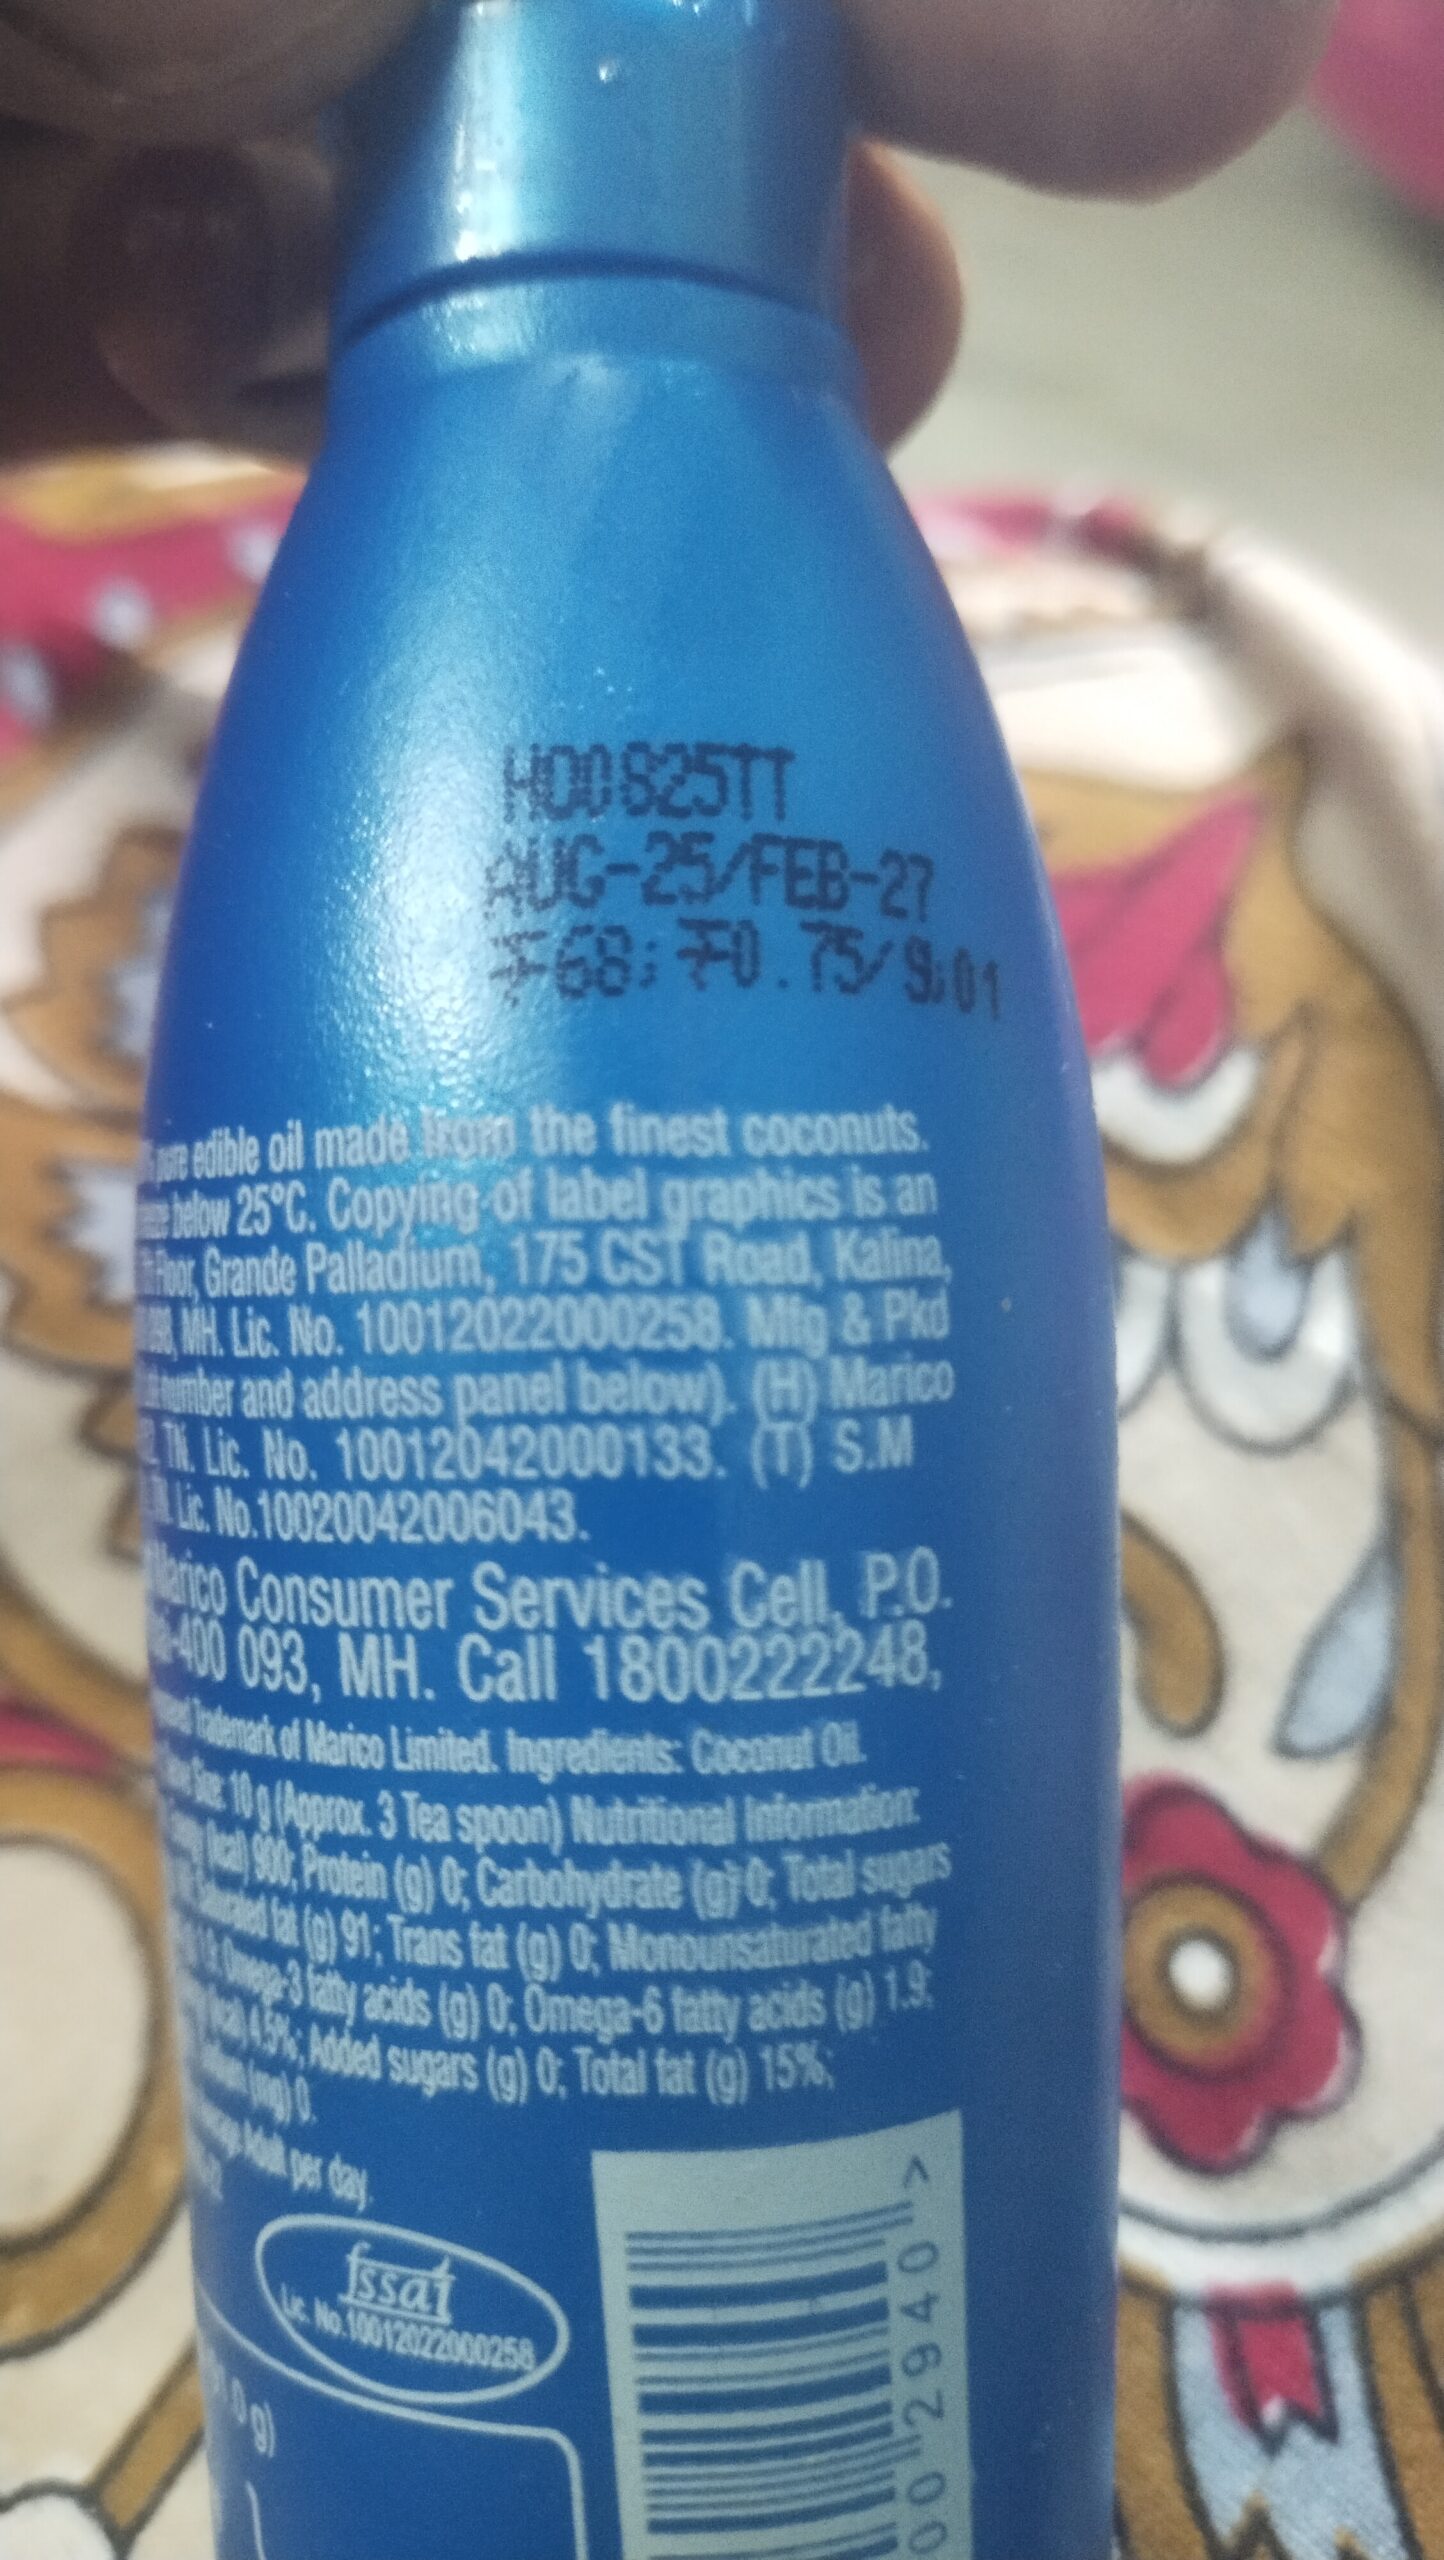 H00825TT
AUG-25/FEB-27
₹68; ₹0.75/9;01
pure edible oil made from the finest coconuts.
below 25°C. Copying of label graphics is an
Floor, Grande Palladium, 175 CST Road, Kalina,
MH. Lic. No. 10012022000258. Mfg & Pkd
number and address panel below). (H) Marico
TN. Lic. No. 10012042000133. (T) S.M
Lic. No.10020042006043.
Marico Consumer Services Cell, P.O.
400 093, MH. Call 1800222248,
Trademark of Marico Limited. Ingredients: Coconut Oil.
Size: 10 g (Approx. 3 Tea spoon) Nutritional Information:
(kcal) 900; Protein (g) 0; Carbohydrate (g) 0; Total sugars
fat (g) 91; Trans fat (g) 0; Monounsaturated fatty
Omega-3 fatty acids (g) 0; Omega-6 fatty acids (g) 1.9;
4.5%; Added sugars (g) 0; Total fat (g) 15%;
(mg) 0.
Adult per day.
fssai
Lic. No.10012022000258
.0 g)
002940 >